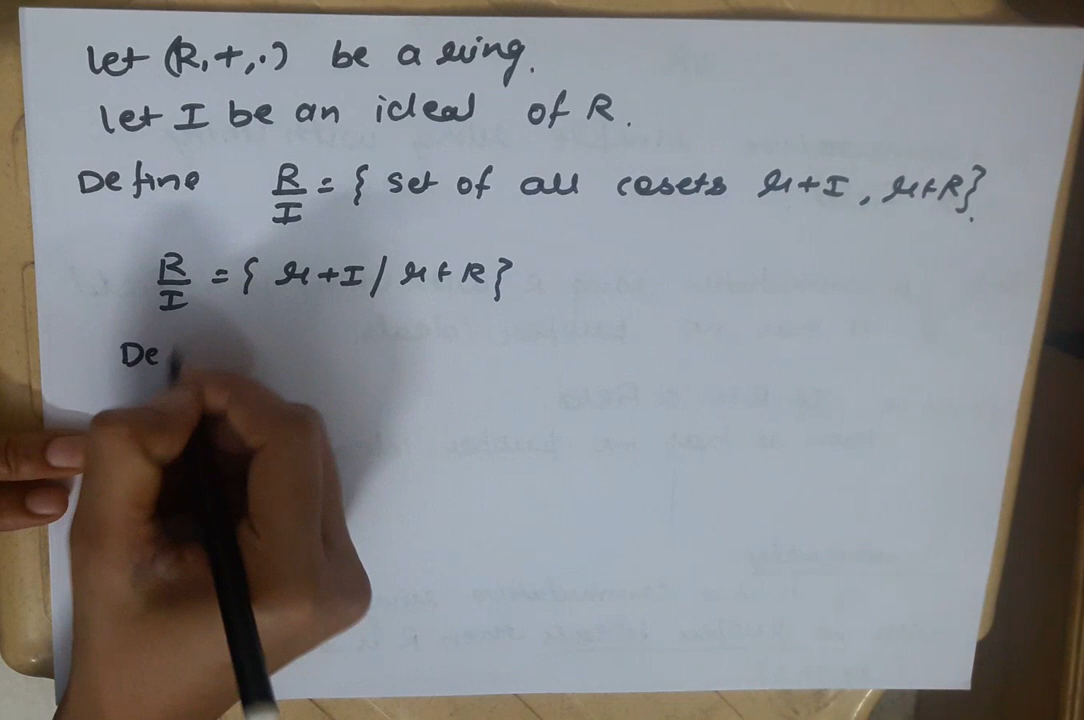 Let (R,+,·) be a ring.
Let I be an ideal of R.
Define R/I = { set of all cosets r+I, r∈R}.
R/I = { r+I / r∈R}
De